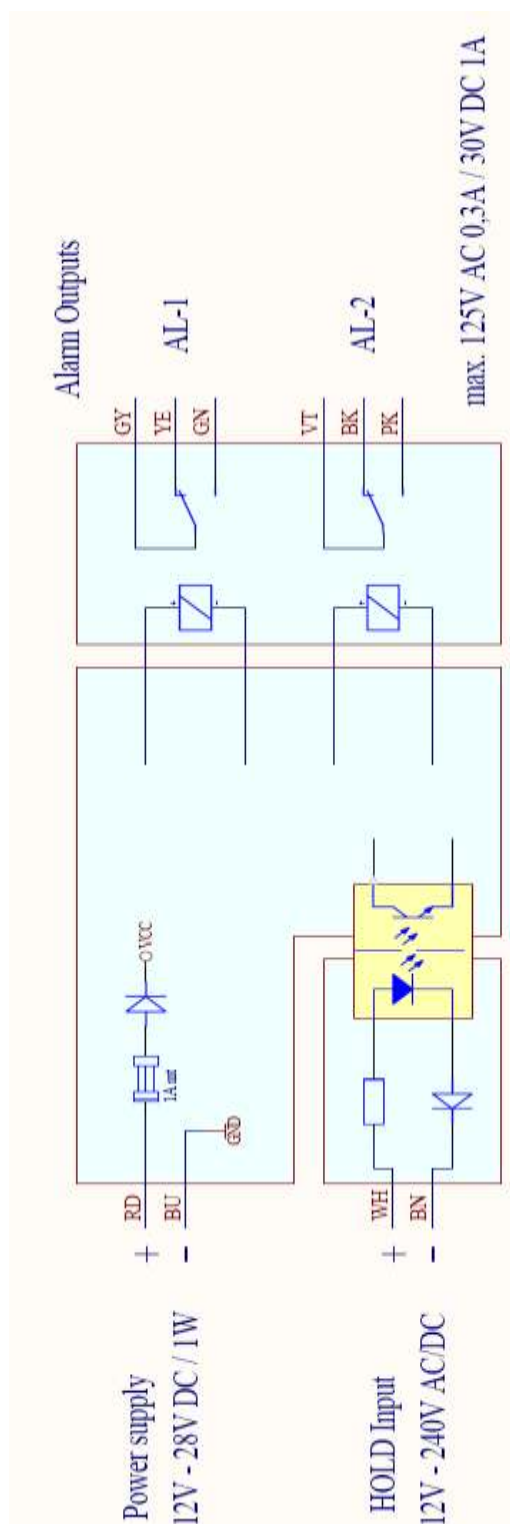 Alarm Outputs
AL-1
AL-2
max. 125V AC 0,3A / 30V DC 1A
GY
YE
GN
VT
BK
PK
+
-
+
-
VCC
1A mt
GND
RD
BU
WH
BN
+
-
+
-
Power supply
12V - 28V DC / 1W
HOLD Input
12V - 240V AC/DC